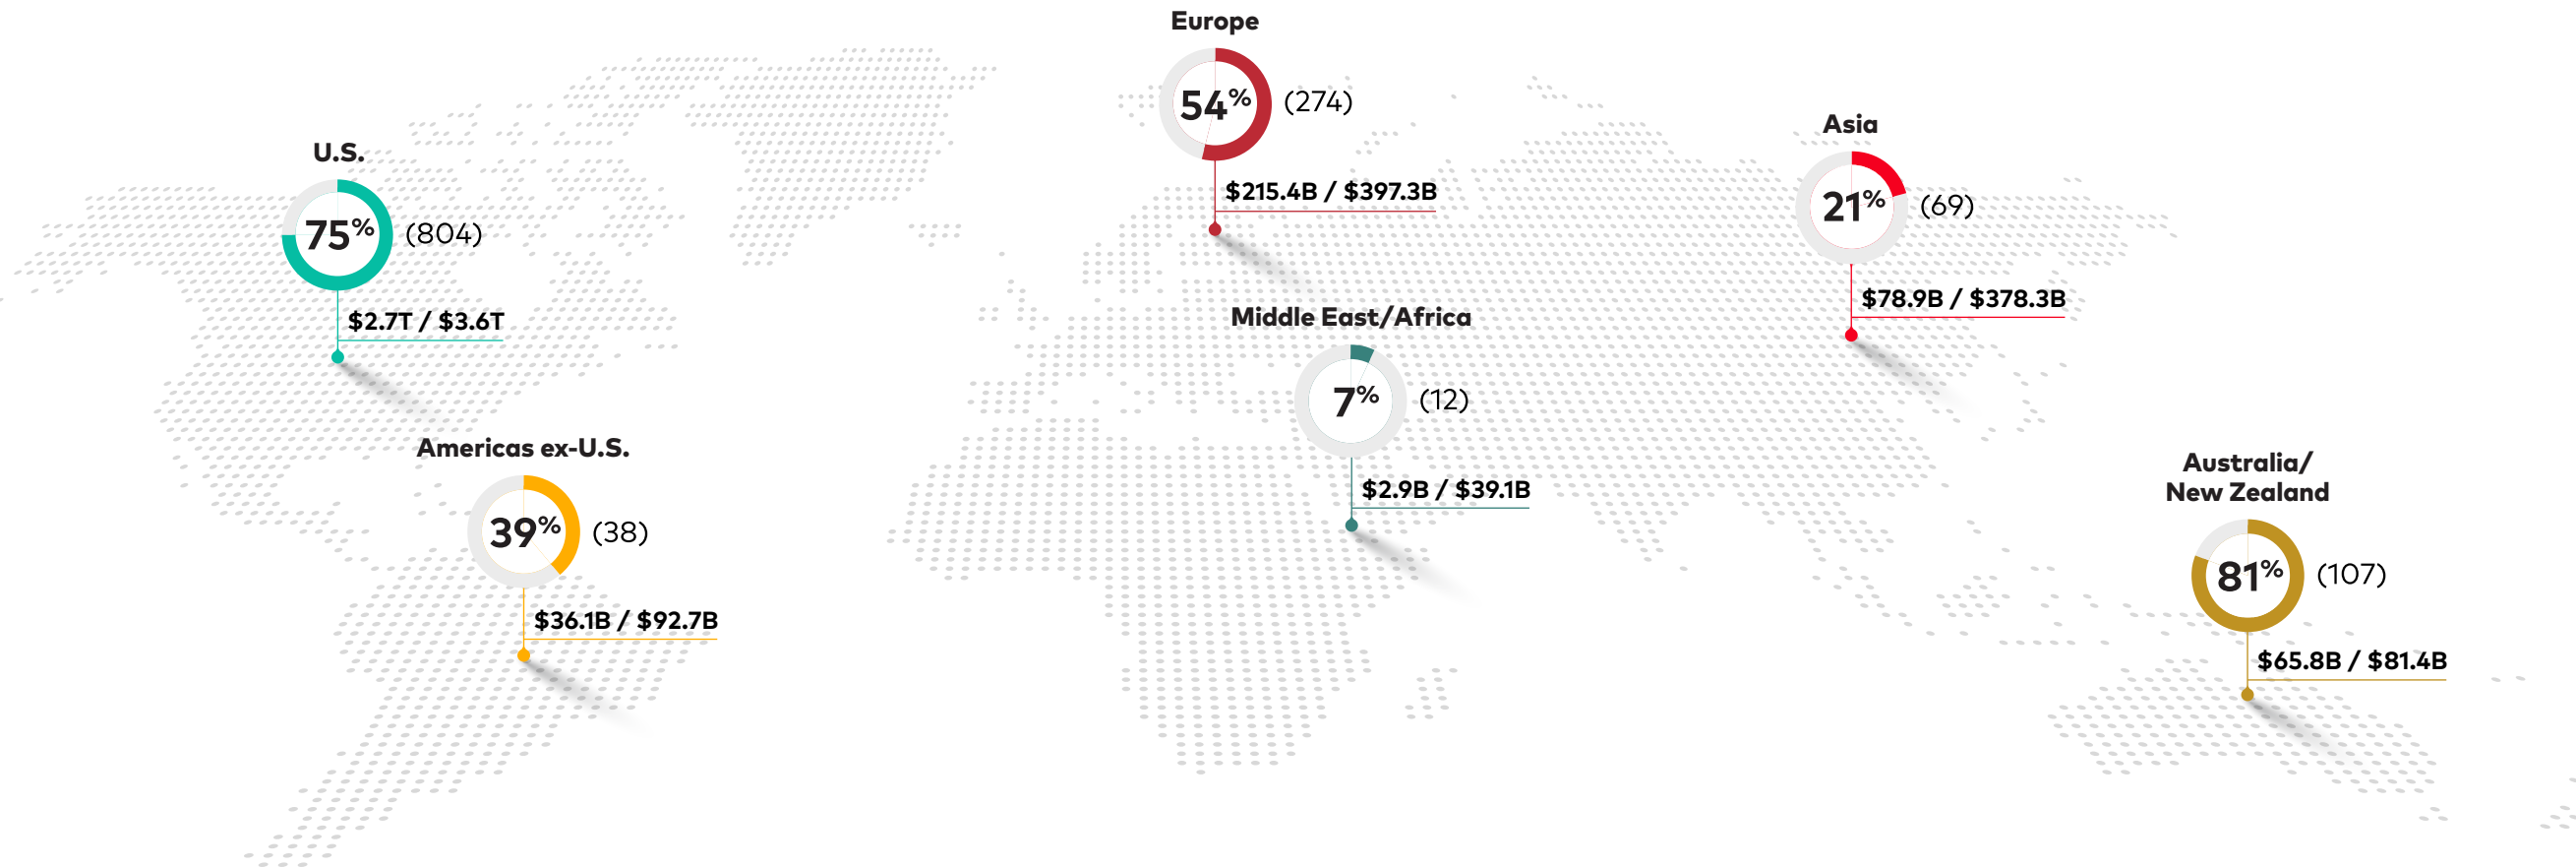 Europe
54%
(274)
$215.4B / $397.3B
Asia
21%
(69)
$78.9B / $378.3B
U.S.
75%
(804)
$2.7T / $3.6T
Middle East/Africa
7%
(12)
$2.9B / $39.1B
Americas ex-U.S.
39%
(38)
$36.1B / $92.7B
Australia/
New Zealand
81%
(107)
$65.8B / $81.4B